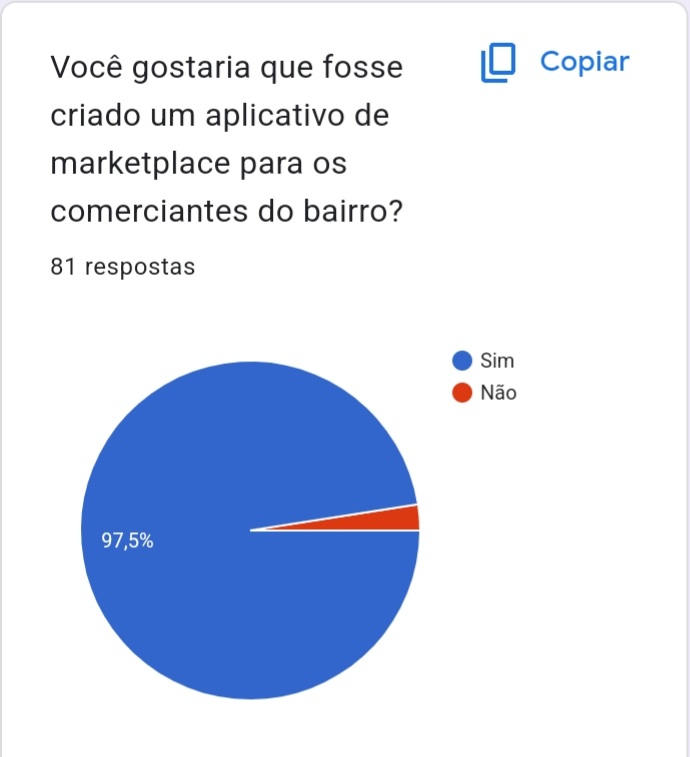 Você gostaria que fosse
criado um aplicativo de
marketplace para os
comerciantes do bairro?
Copiar
81 respostas
Sim
Não
97,5%